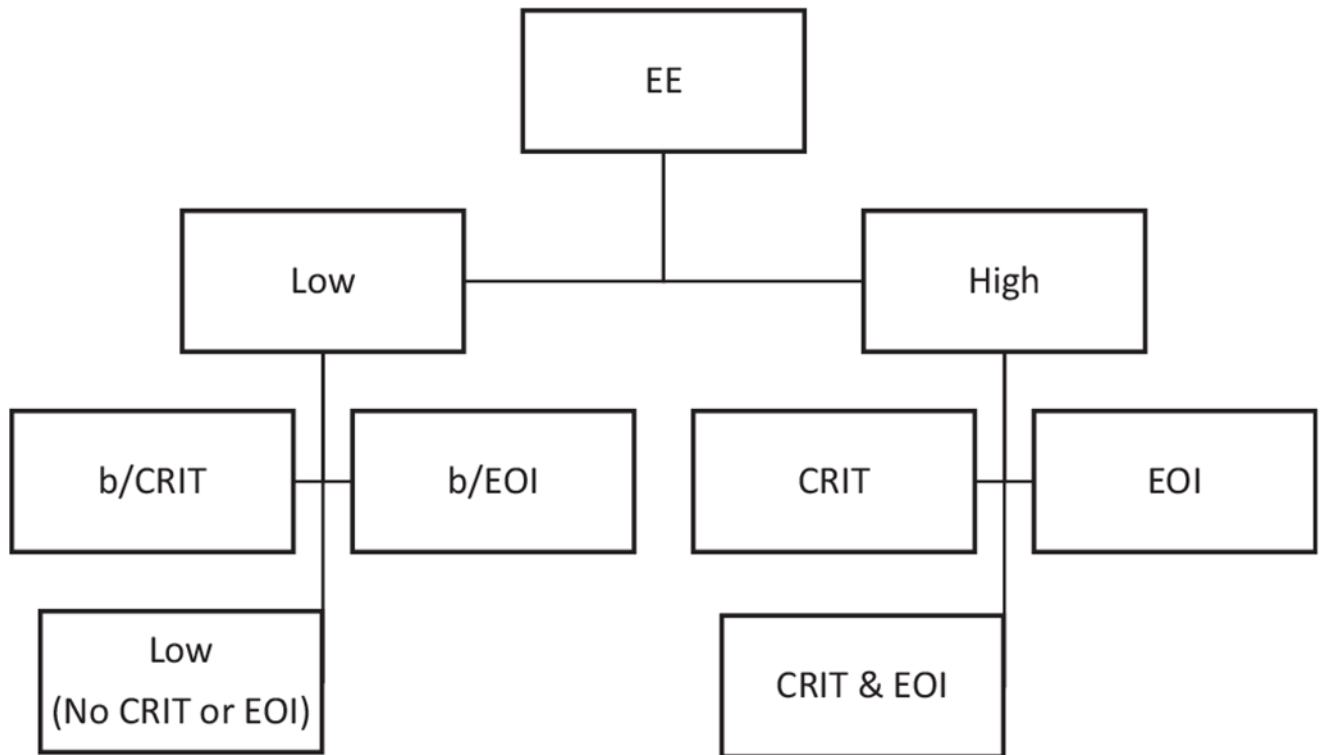 EE
Low
High
b/CRIT
b/EOI
CRIT
EOI
Low
(No CRIT or EOI)
CRIT & EOI